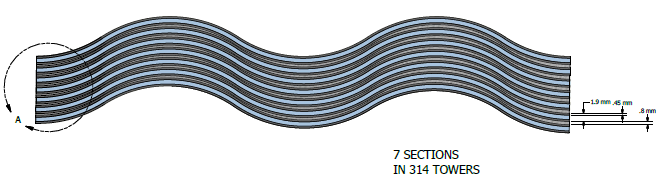 1.9 mm .45 mm
.8 mm
A
7 SECTIONS
IN 314 TOWERS